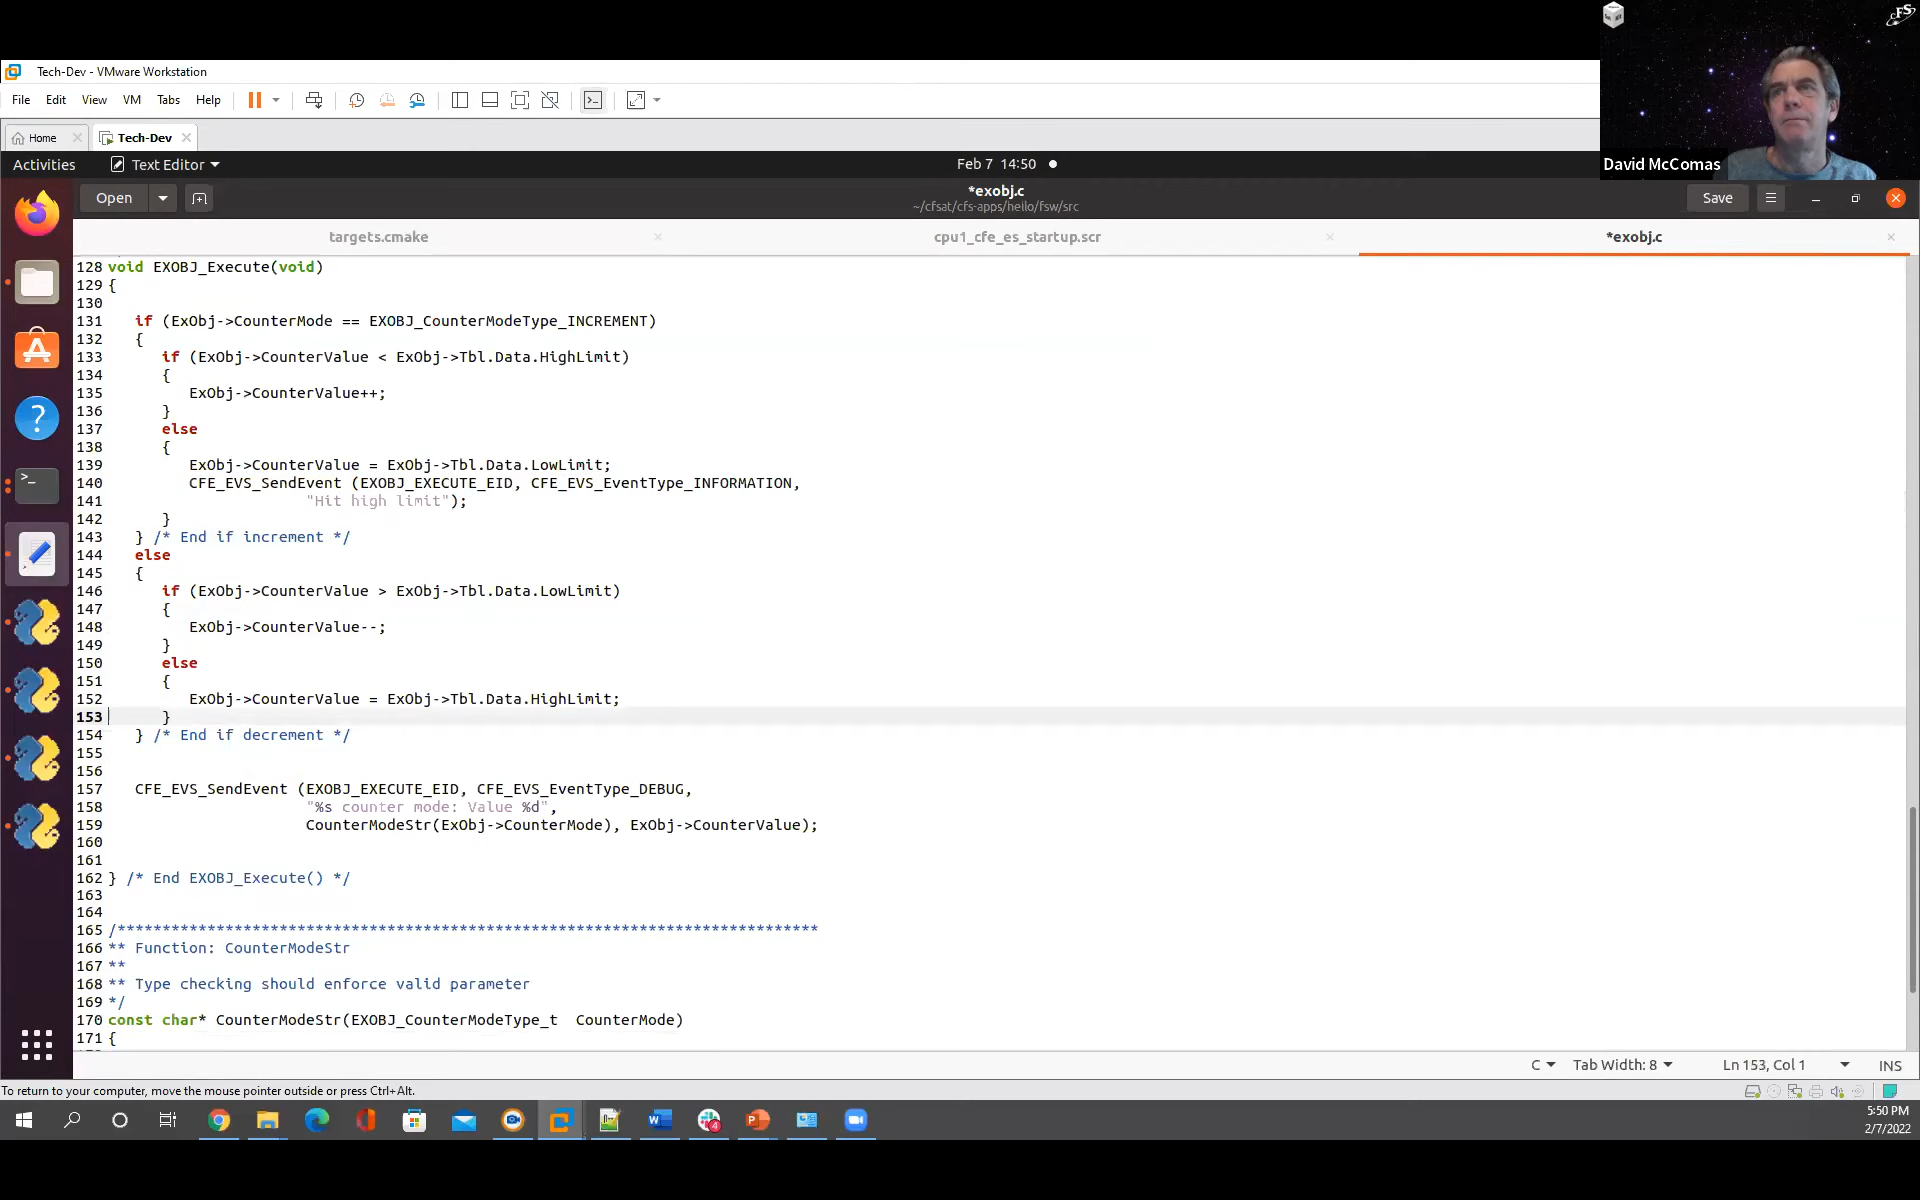 Tech-Dev - VMware Workstation
File Edit View VM Tabs Help
Home Tech-Dev
David McComas
Activities Text Editor Feb 7 14:50
Open *exobj.c Save
~/cfsat/cfs-apps/hello/fsw/src
targets.cmake cpu1_cfe_es_startup.scr *exobj.c
128 void EXOBJ_Execute(void)
129 {
130
131 if (ExObj->CounterMode == EXOBJ_CounterModeType_INCREMENT)
132 {
133 if (ExObj->CounterValue < ExObj->Tbl.Data.HighLimit)
134 {
135 ExObj->CounterValue++;
136 }
137 else
138 {
139 ExObj->CounterValue = ExObj->Tbl.Data.LowLimit;
140 CFE_EVS_SendEvent (EXOBJ_EXECUTE_EID, CFE_EVS_EventType_INFORMATION,
141 "Hit high limit");
142 }
143 } /* End if increment */
144 else
145 {
146 if (ExObj->CounterValue > ExObj->Tbl.Data.LowLimit)
147 {
148 ExObj->CounterValue--;
149 }
150 else
151 {
152 ExObj->CounterValue = ExObj->Tbl.Data.HighLimit;
153 }
154 } /* End if decrement */
155
156
157 CFE_EVS_SendEvent (EXOBJ_EXECUTE_EID, CFE_EVS_EventType_DEBUG,
158 "%s counter mode: Value %d",
159 CounterModeStr(ExObj->CounterMode), ExObj->CounterValue);
160
161
162 } /* End EXOBJ_Execute() */
163
164
165 /******************************************************************************
166 ** Function: CounterModeStr
167 **
168 ** Type checking should enforce valid parameter
169 */
170 const char* CounterModeStr(EXOBJ_CounterModeType_t CounterMode)
171 {
C Tab Width: 8 Ln 153, Col 1 INS
To return to your computer, move the mouse pointer outside or press Ctrl+Alt.
5:50 PM
2/7/2022